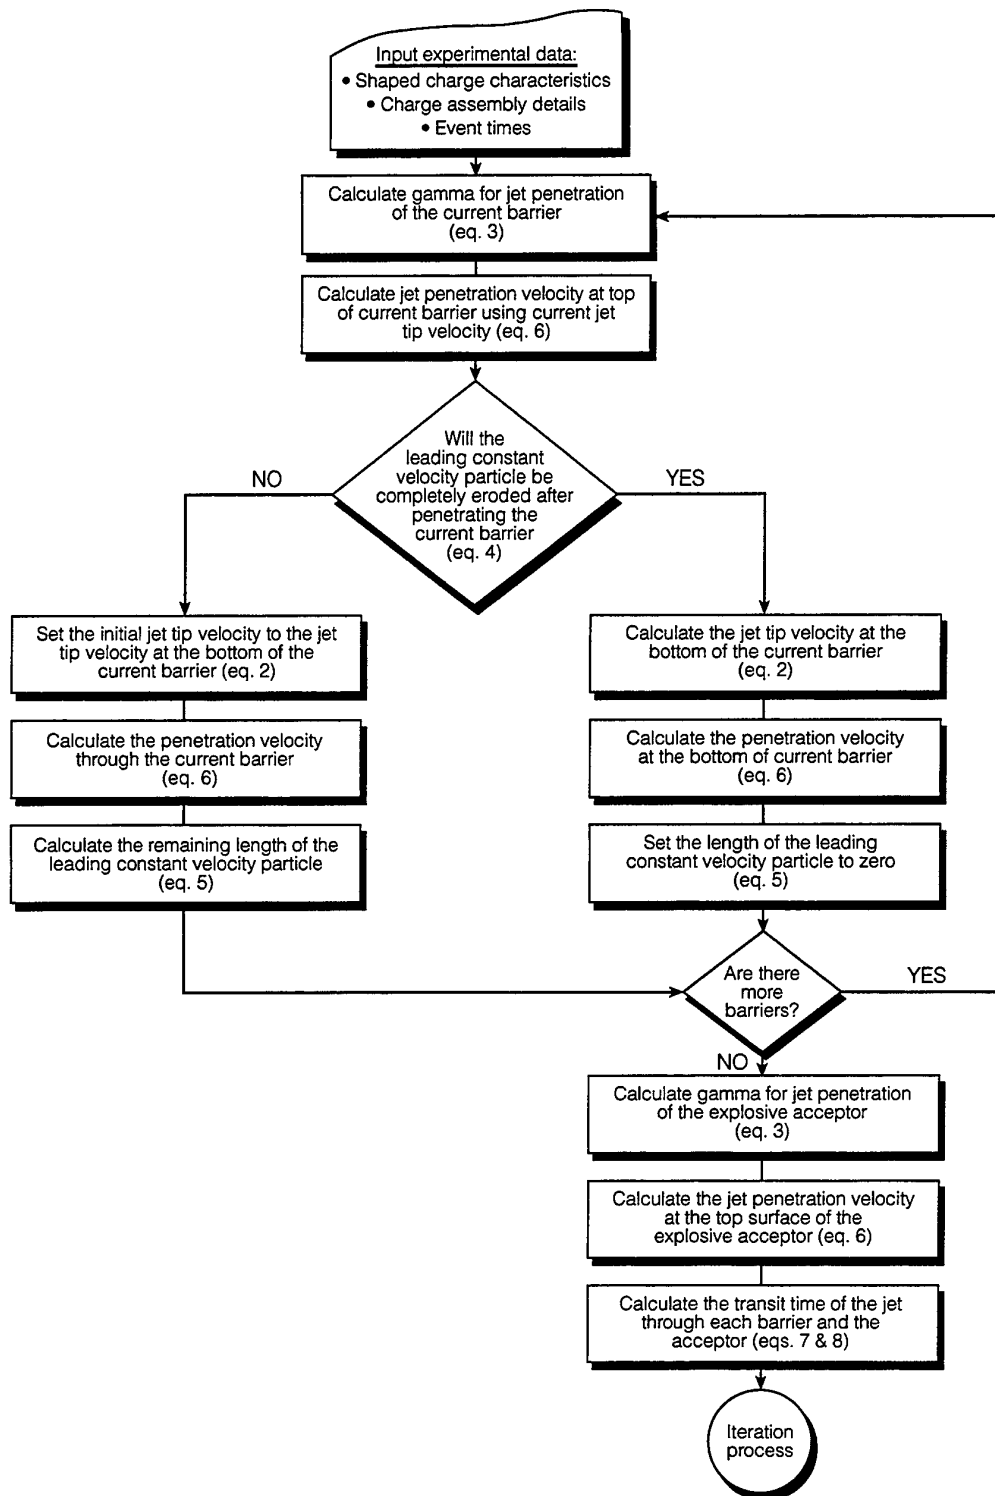 Input experimental data:
• Shaped charge characteristics
• Charge assembly details
• Event times
Calculate gamma for jet penetration
of the current barrier
(eq. 3)
Calculate jet penetration velocity at top
of current barrier using current jet
tip velocity (eq. 6)
Will the
leading constant
velocity particle be
completely eroded after
penetrating the
current barrier
(eq. 4)
NO
YES
Set the initial jet tip velocity to the jet
tip velocity at the bottom of the
current barrier (eq. 2)
Calculate the penetration velocity
through the current barrier
(eq. 6)
Calculate the remaining length of the
leading constant velocity particle
(eq. 5)
Calculate the jet tip velocity at the
bottom of the current barrier
(eq. 2)
Calculate the penetration velocity
at the bottom of current barrier
(eq. 6)
Set the length of the leading
constant velocity particle to zero
(eq. 5)
Are there
more
barriers?
YES
NO
Calculate gamma for jet penetration
of the explosive acceptor
(eq. 3)
Calculate the jet penetration velocity
at the top surface of the
explosive acceptor (eq. 6)
Calculate the transit time of the jet
through each barrier and the
acceptor (eqs. 7 & 8)
Iteration
process